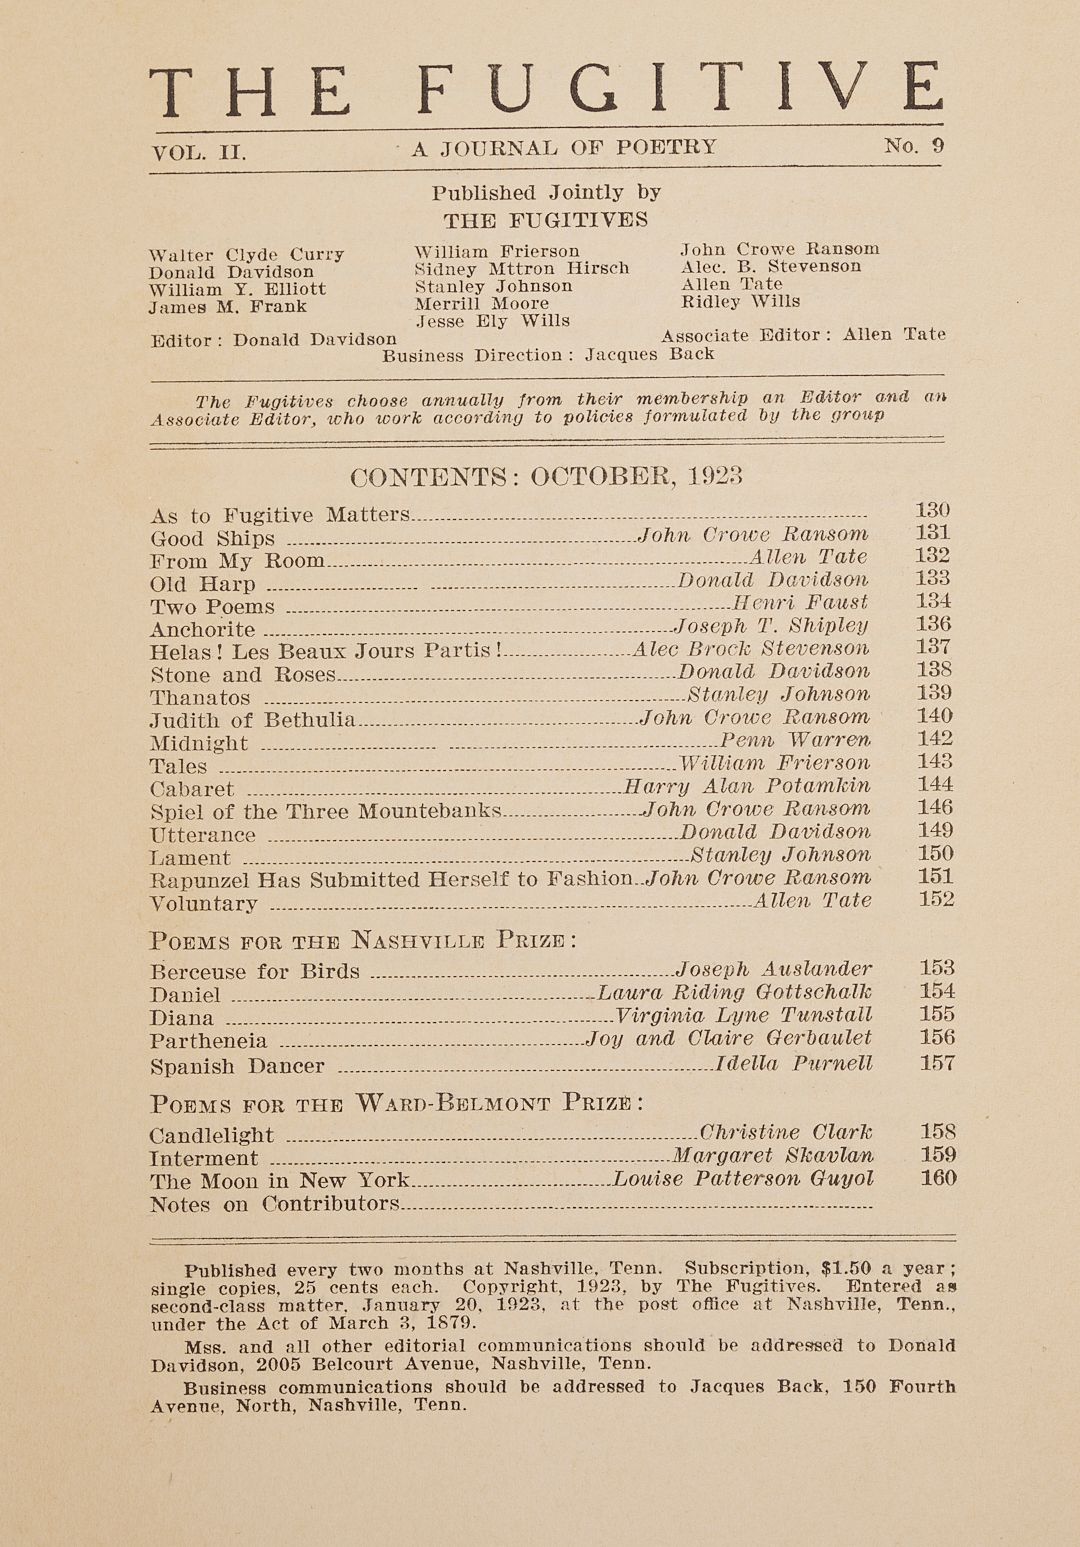 THE FUGITIVE
VOL. II. A JOURNAL OF POETRY No. 9
Published Jointly by
THE FUGITIVES
Walter Clyde Curry William Frierson John Crowe Ransom
Donald Davidson Sidney Mttron Hirsch Alec. B. Stevenson
William Y. Elliott Stanley Johnson Allen Tate
James M. Frank Merrill Moore Ridley Wills
Jesse Ely Wills
Editor: Donald Davidson Associate Editor: Allen Tate
Business Direction: Jacques Back
The Fugitives choose annually from their membership an Editor and an
Associate Editor, who work according to policies formulated by the group
CONTENTS: OCTOBER, 1923
As to Fugitive Matters 130
Good Ships John Crowe Ransom 131
From My Room Allen Tate 132
Old Harp Donald Davidson 133
Two Poems Henri Faust 134
Anchorite Joseph T. Shipley 136
Helas! Les Beaux Jours Partis! Alec Brock Stevenson 137
Stone and Roses Donald Davidson 138
Thanatos Stanley Johnson 139
Judith of Bethulia John Crowe Ransom 140
Midnight Penn Warren 142
Tales William Frierson 143
Cabaret Harry Alan Potamkin 144
Spiel of the Three Mountebanks John Crowe Ransom 146
Utterance Donald Davidson 149
Lament Stanley Johnson 150
Rapunzel Has Submitted Herself to Fashion John Crowe Ransom 151
Voluntary Allen Tate 152
POEMS FOR THE NASHVILLE PRIZE:
Berceuse for Birds Joseph Auslander 153
Daniel Laura Riding Gottschalk 154
Diana Virginia Lyne Tunstall 155
Partheneia Joy and Claire Gerbaulet 156
Spanish Dancer Idella Purnell 157
POEMS FOR THE WARD-BELMONT PRIZE:
Candlelight Christine Clark 158
Interment Margaret Skavlan 159
The Moon in New York Louise Patterson Guyol 160
Notes on Contributors
Published every two months at Nashville, Tenn. Subscription, $1.50 a year;
single copies, 25 cents each. Copyright, 1923, by The Fugitives. Entered as
second-class matter, January 20, 1923, at the post office at Nashville, Tenn.,
under the Act of March 3, 1879.
Mss. and all other editorial communications should be addressed to Donald
Davidson, 2005 Belcourt Avenue, Nashville, Tenn.
Business communications should be addressed to Jacques Back, 150 Fourth
Avenue, North, Nashville, Tenn.